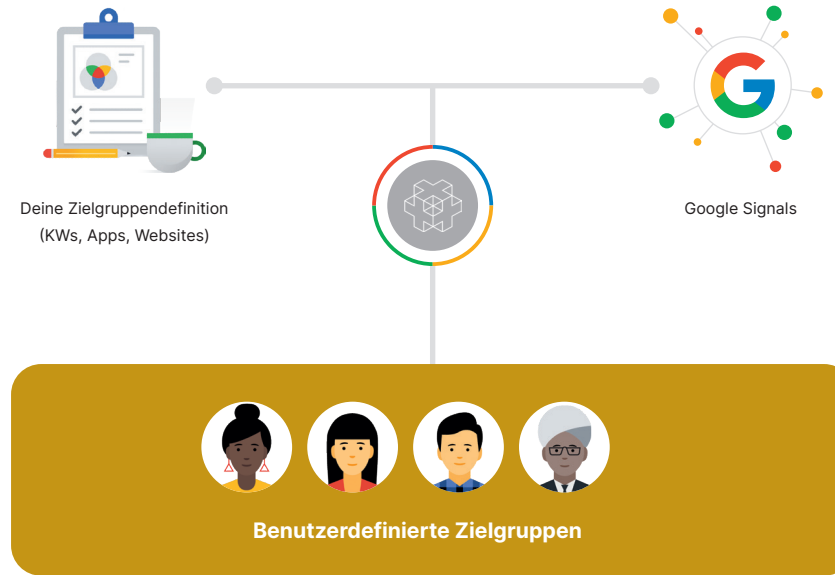 Deine Zielgruppendefinition
(KWs, Apps, Websites)
Google Signals
Benutzerdefinierte Zielgruppen